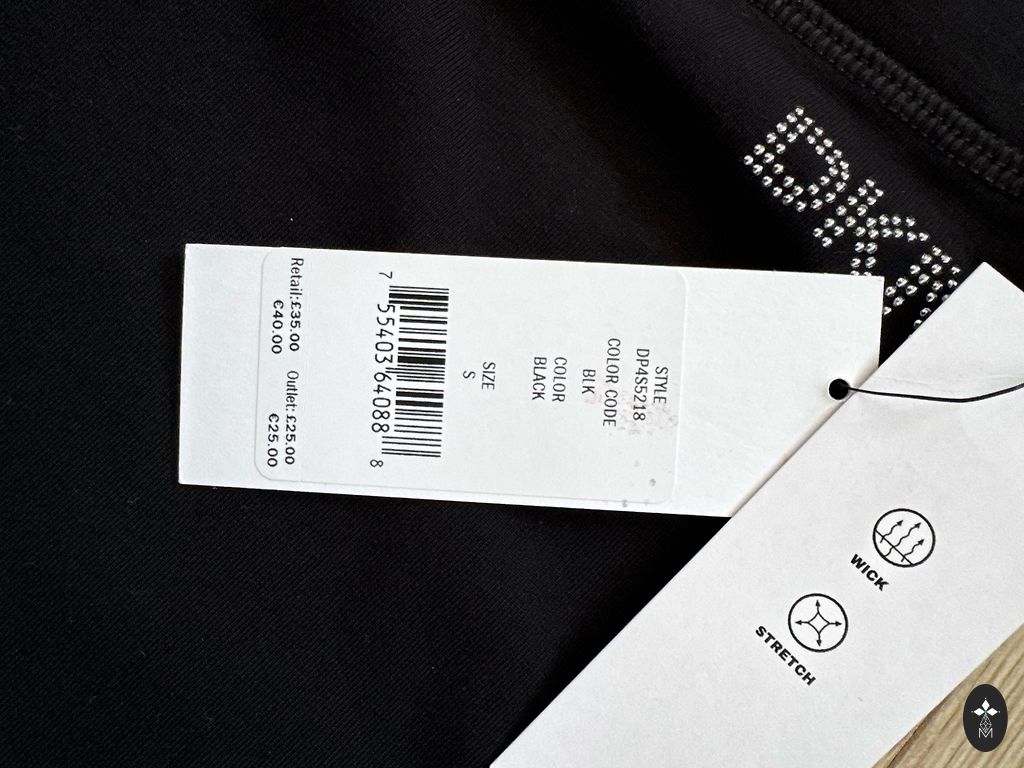 DK
STYLE
DP4S5218
COLOR CODE
BLK
COLOR
BLACK
SIZE
S
7 55403 64088 8
Retail:£35.00 Outlet: £25.00
€40.00 €25.00
WICK
STRETCH
M